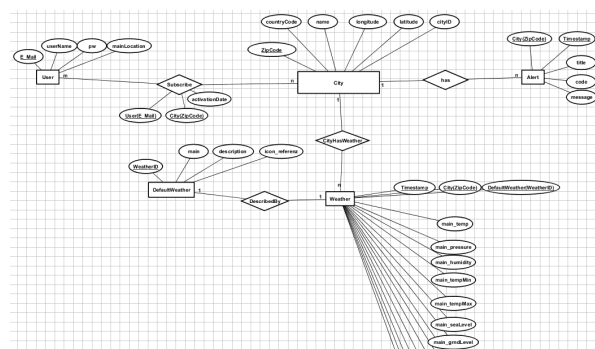 countryCode name longitude latitude cityID
userName pw mainLocation
E_Mail ZipCode City(ZipCode) Timestamp
User m Subscribe n City 1 has n Alert
title
code
message
activationDate
User(E_Mail) City(ZipCode)
1
CityHasWeather
main description icon_referenz
WeatherID
n
DefaultWeather 1 DescribedBy 1 Weather
Timestamp City(ZipCode) DefaultWeather(WeatherID)
main_temp
main_pressure
main_humidity
main_tempMin
main_tempMax
main_seaLevel
main_grndLevel